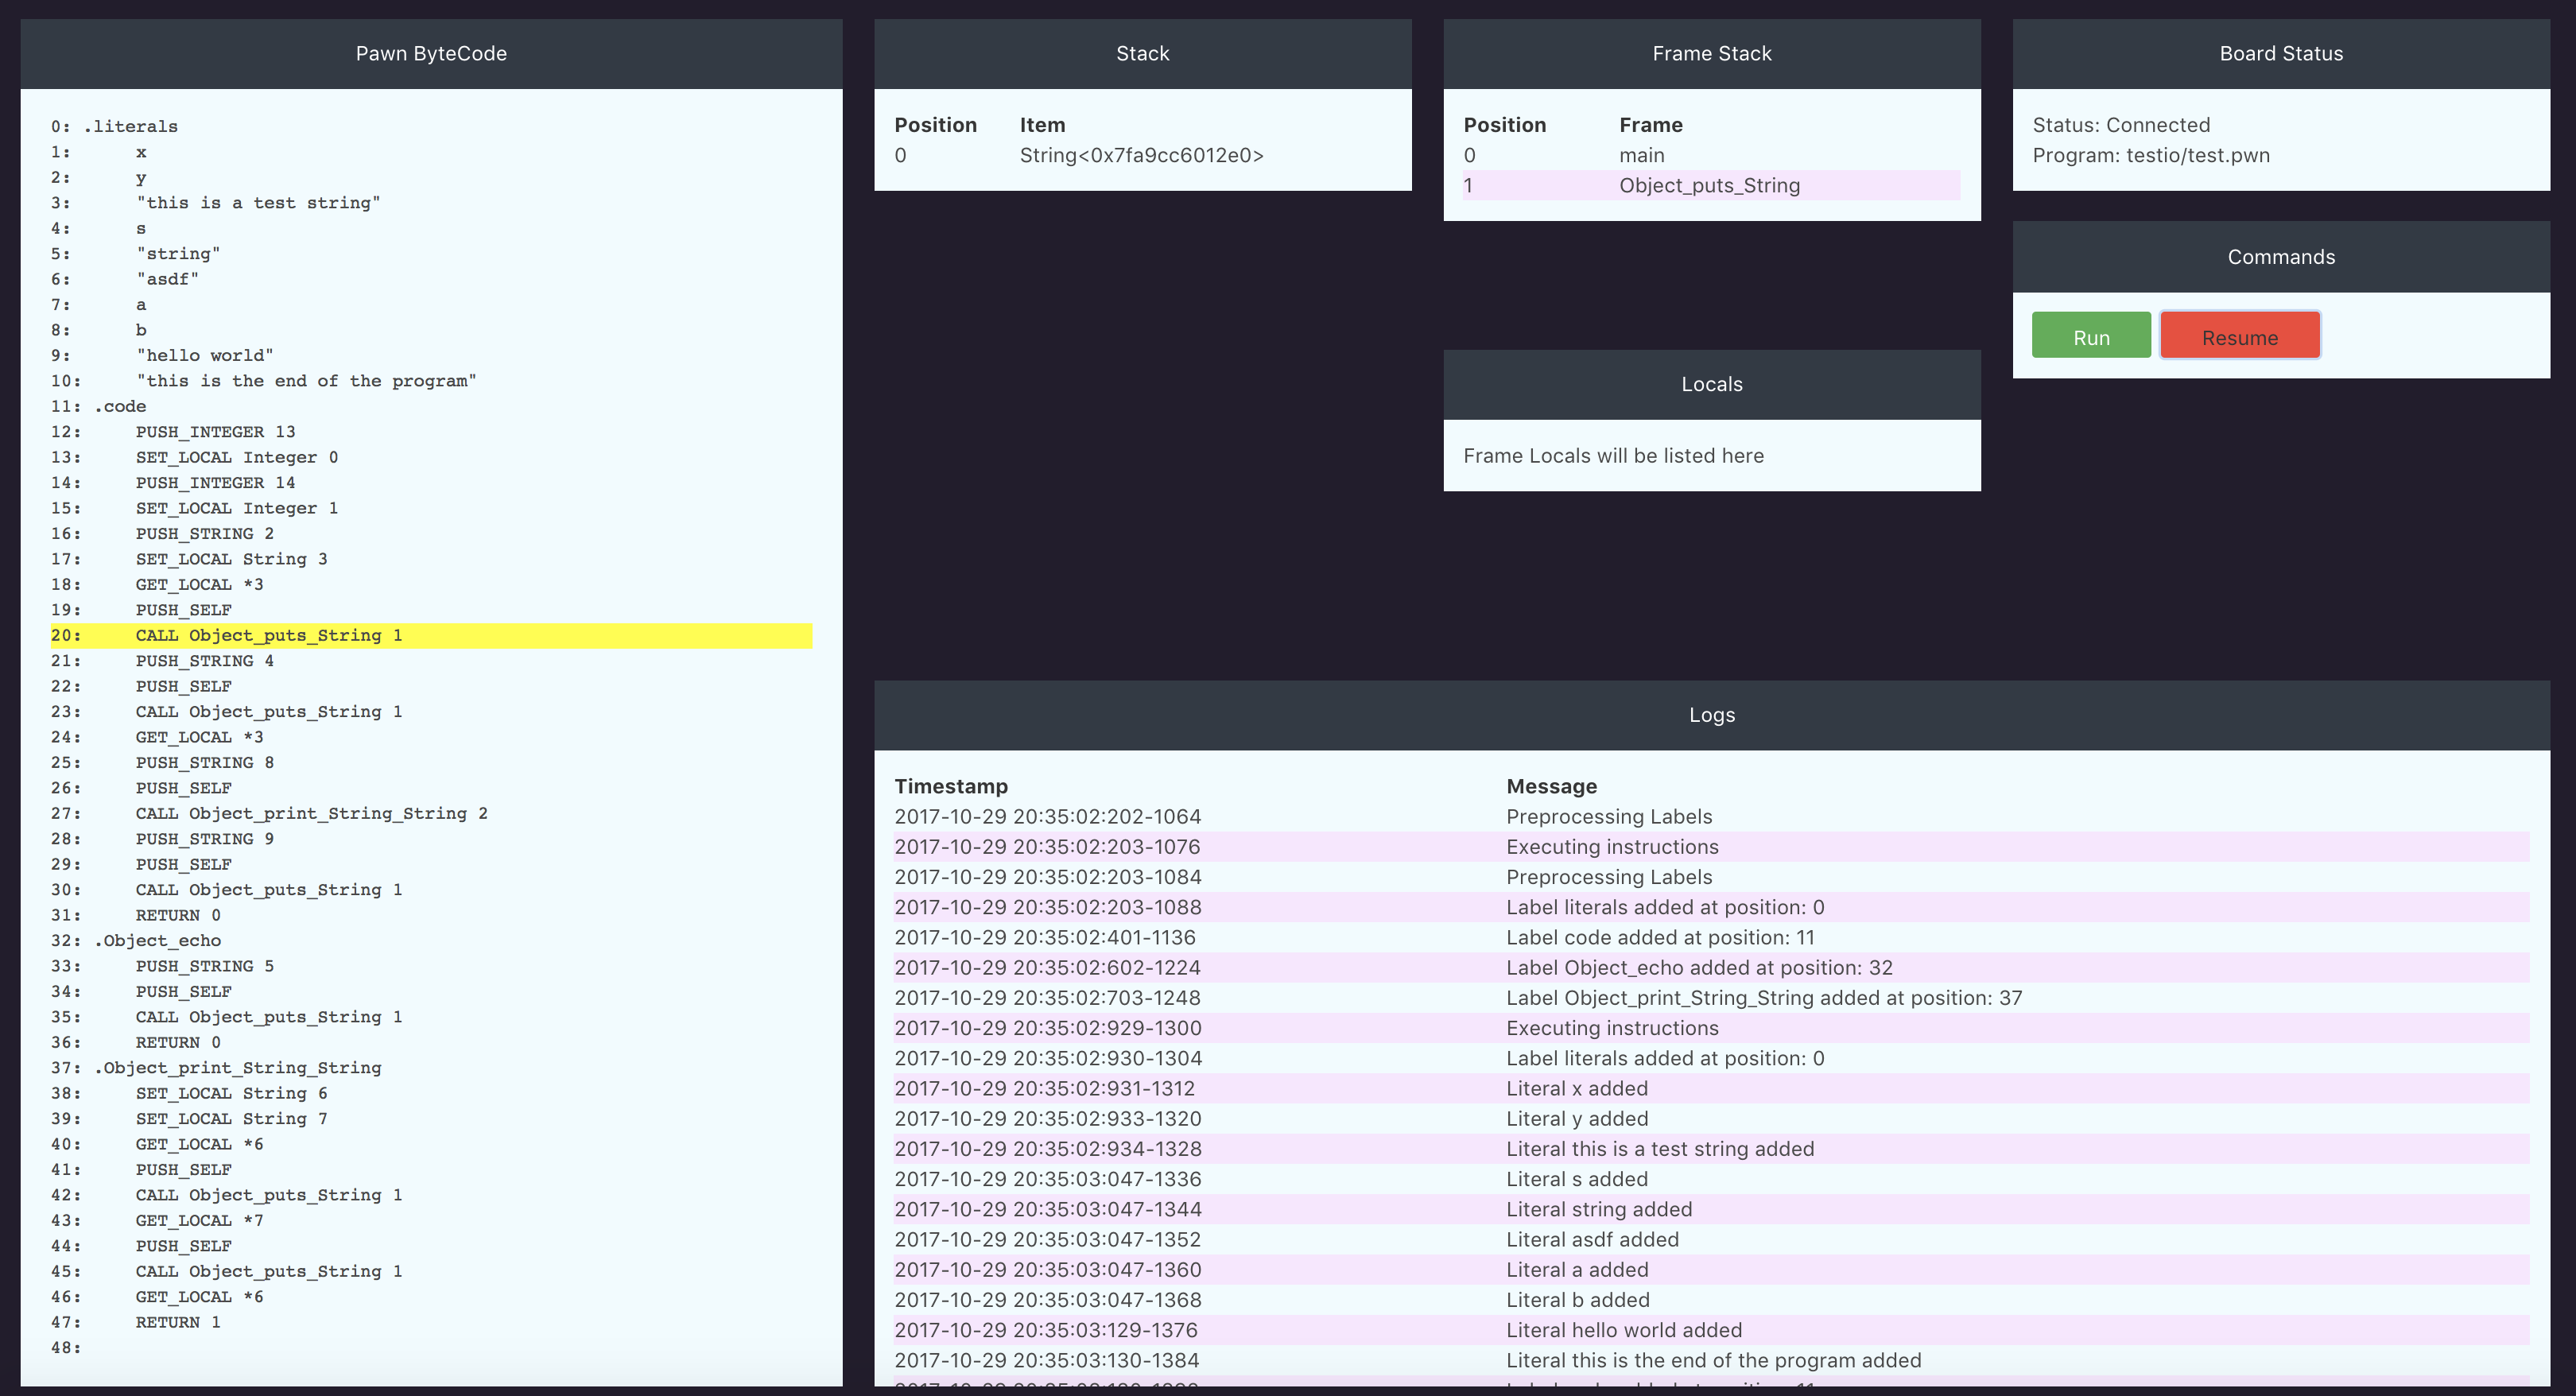 Pawn ByteCode
0: .literals
1: x
2: y
3: "this is a test string"
4: s
5: "string"
6: "asdf"
7: a
8: b
9: "hello world"
10: "this is the end of the program"
11: .code
12: PUSH_INTEGER 13
13: SET_LOCAL Integer 0
14: PUSH_INTEGER 14
15: SET_LOCAL Integer 1
16: PUSH_STRING 2
17: SET_LOCAL String 3
18: GET_LOCAL *3
19: PUSH_SELF
20: CALL Object_puts_String 1
21: PUSH_STRING 4
22: PUSH_SELF
23: CALL Object_puts_String 1
24: GET_LOCAL *3
25: PUSH_STRING 8
26: PUSH_SELF
27: CALL Object_print_String_String 2
28: PUSH_STRING 9
29: PUSH_SELF
30: CALL Object_puts_String 1
31: RETURN 0
32: .Object_echo
33: PUSH_STRING 5
34: PUSH_SELF
35: CALL Object_puts_String 1
36: RETURN 0
37: .Object_print_String_String
38: SET_LOCAL String 6
39: SET_LOCAL String 7
40: GET_LOCAL *6
41: PUSH_SELF
42: CALL Object_puts_String 1
43: GET_LOCAL *7
44: PUSH_SELF
45: CALL Object_puts_String 1
46: GET_LOCAL *6
47: RETURN 1
48:
Stack
Position Item
0 String<0x7fa9cc6012e0>
Frame Stack
Position Frame
0 main
1 Object_puts_String
Locals
Frame Locals will be listed here
Board Status
Status: Connected
Program: testio/test.pwn
Commands
Run Resume
Logs
Timestamp Message
2017-10-29 20:35:02:202-1064 Preprocessing Labels
2017-10-29 20:35:02:203-1076 Executing instructions
2017-10-29 20:35:02:203-1084 Preprocessing Labels
2017-10-29 20:35:02:203-1088 Label literals added at position: 0
2017-10-29 20:35:02:401-1136 Label code added at position: 11
2017-10-29 20:35:02:602-1224 Label Object_echo added at position: 32
2017-10-29 20:35:02:703-1248 Label Object_print_String_String added at position: 37
2017-10-29 20:35:02:929-1300 Executing instructions
2017-10-29 20:35:02:930-1304 Label literals added at position: 0
2017-10-29 20:35:02:931-1312 Literal x added
2017-10-29 20:35:02:933-1320 Literal y added
2017-10-29 20:35:02:934-1328 Literal this is a test string added
2017-10-29 20:35:03:047-1336 Literal s added
2017-10-29 20:35:03:047-1344 Literal string added
2017-10-29 20:35:03:047-1352 Literal asdf added
2017-10-29 20:35:03:047-1360 Literal a added
2017-10-29 20:35:03:047-1368 Literal b added
2017-10-29 20:35:03:129-1376 Literal hello world added
2017-10-29 20:35:03:130-1384 Literal this is the end of the program added